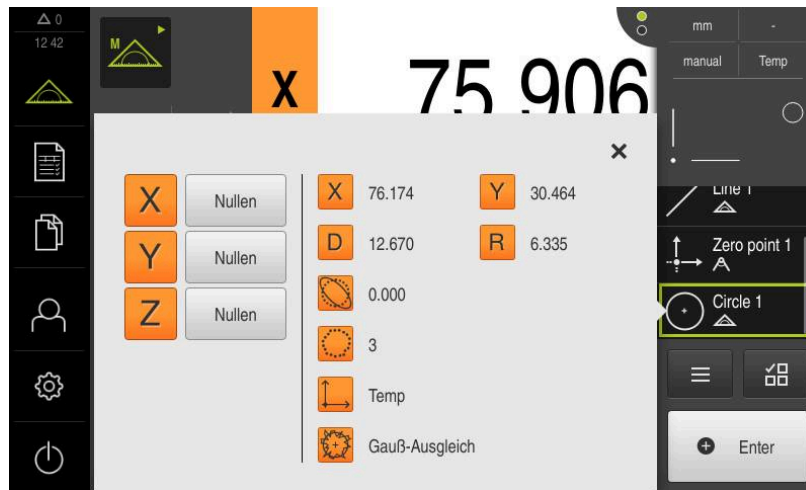 0
12 42
M
X
75.906
mm -
manual Temp
X Nullen
Y Nullen
Z Nullen
X 76.174 Y 30.464
D 12.670 R 6.335
0.000
3
Temp
Gauß-Ausgleich
Line 1
Zero point 1
Circle 1
Enter